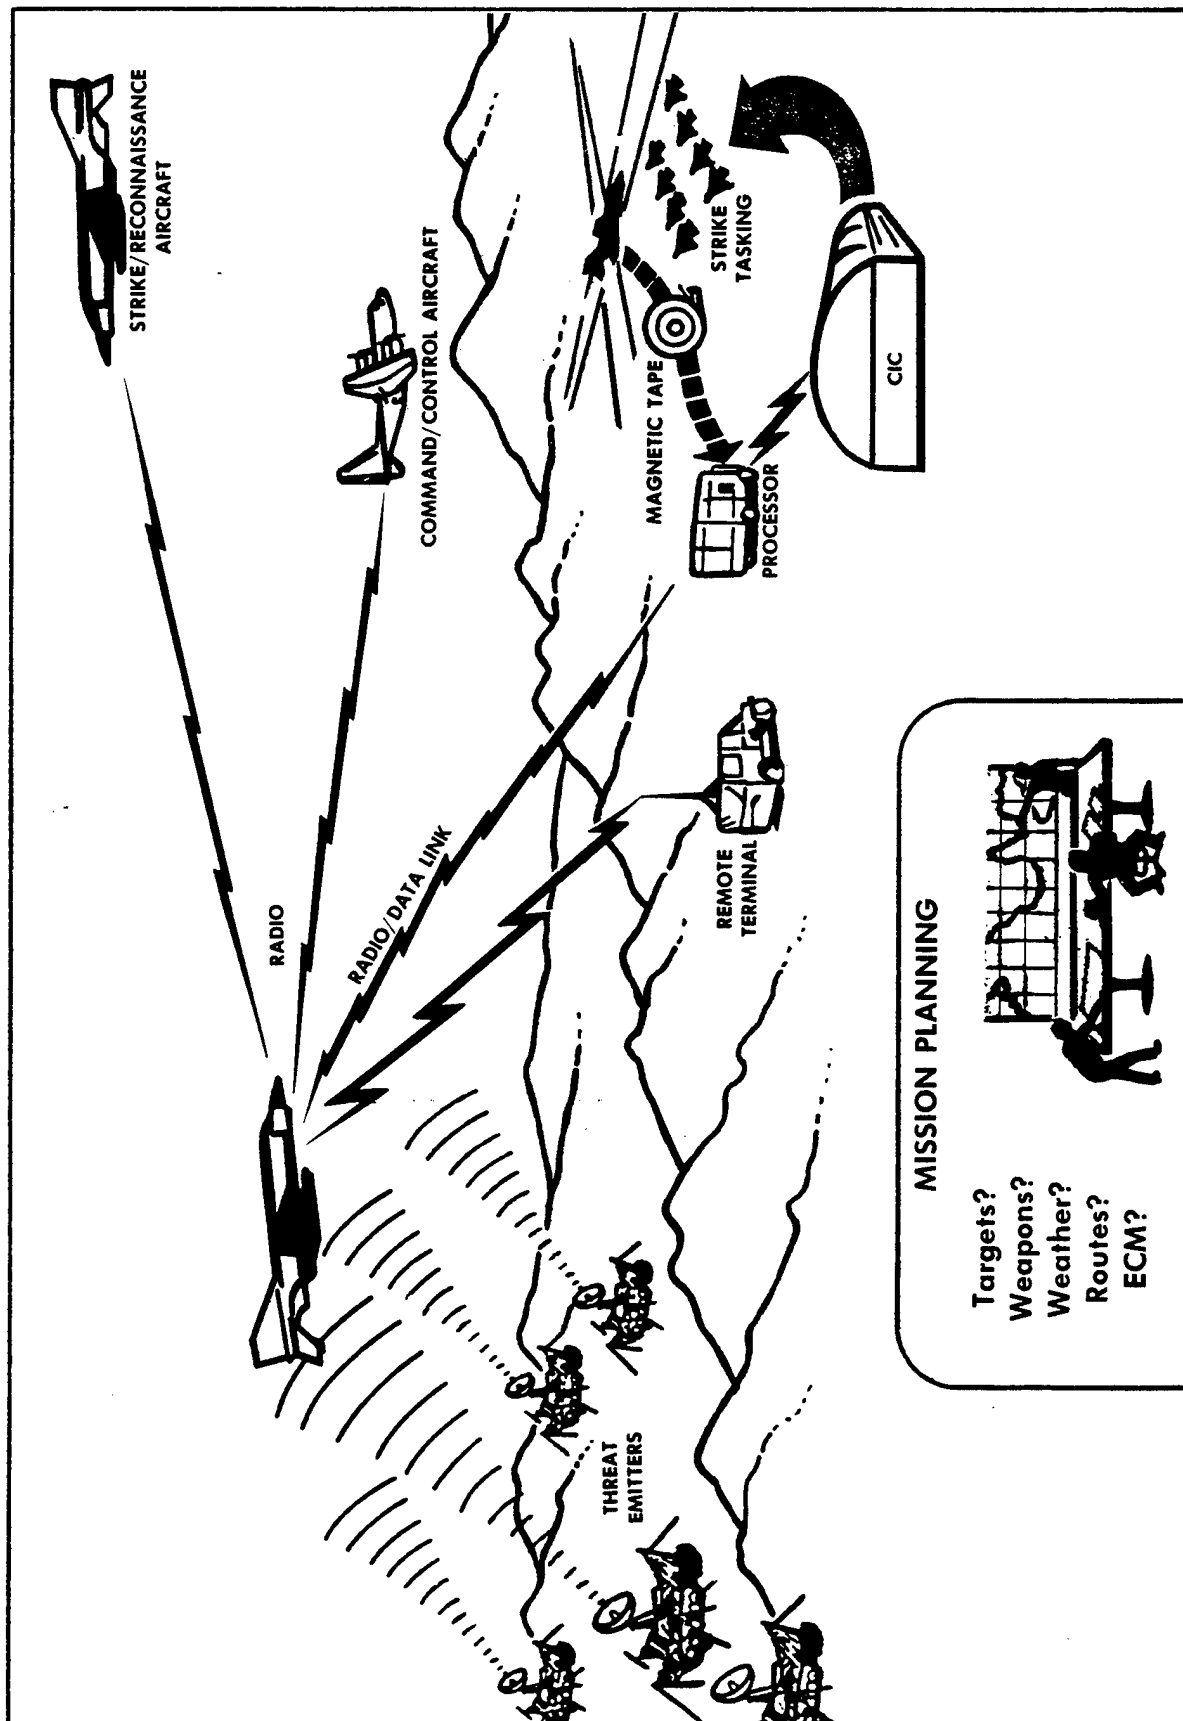 STRIKE/RECONNAISSANCE
AIRCRAFT
COMMAND/CONTROL AIRCRAFT
RADIO
RADIO/DATA LINK
STRIKE
TASKING
MAGNETIC TAPE
PROCESSOR
CIC
REMOTE
TERMINAL
THREAT
EMITTERS
MISSION PLANNING
Targets?
Weapons?
Weather?
Routes?
ECM?